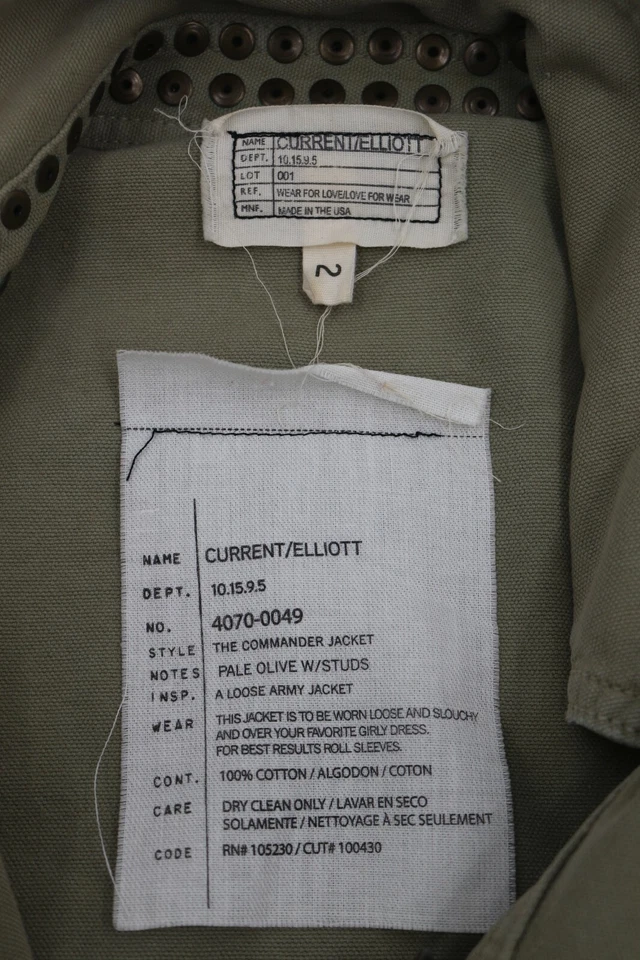 NAME CURRENT/ELLIOTT
DEPT. 10.15.9.5
LOT 001
REF. WEAR FOR LOVE/LOVE FOR WEAR
MNF. MADE IN THE USA
2
NAME CURRENT/ELLIOTT
DEPT. 10.15.9.5
NO. 4070-0049
STYLE THE COMMANDER JACKET
NOTES PALE OLIVE W/STUDS
INSP. A LOOSE ARMY JACKET
WEAR THIS JACKET IS TO BE WORN LOOSE AND SLOUCHY
AND OVER YOUR FAVORITE GIRLY DRESS.
FOR BEST RESULTS ROLL SLEEVES.
CONT. 100% COTTON / ALGODON / COTON
CARE DRY CLEAN ONLY / LAVAR EN SECO
SOLAMENTE / NETTOYAGE À SEC SEULEMENT
CODE RN# 105230 / CUT# 100430